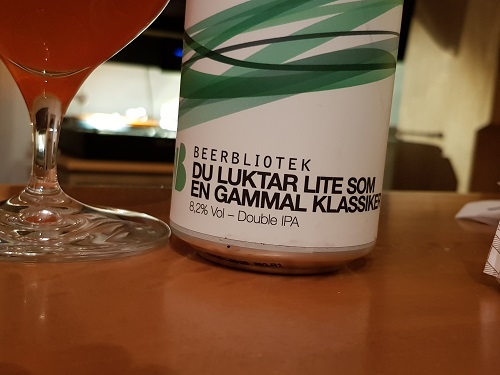 BEERBLIOTEK
DU LUKTAR LITE SOM
EN GAMMAL KLASSIKER
8,2% Vol – Double IPA